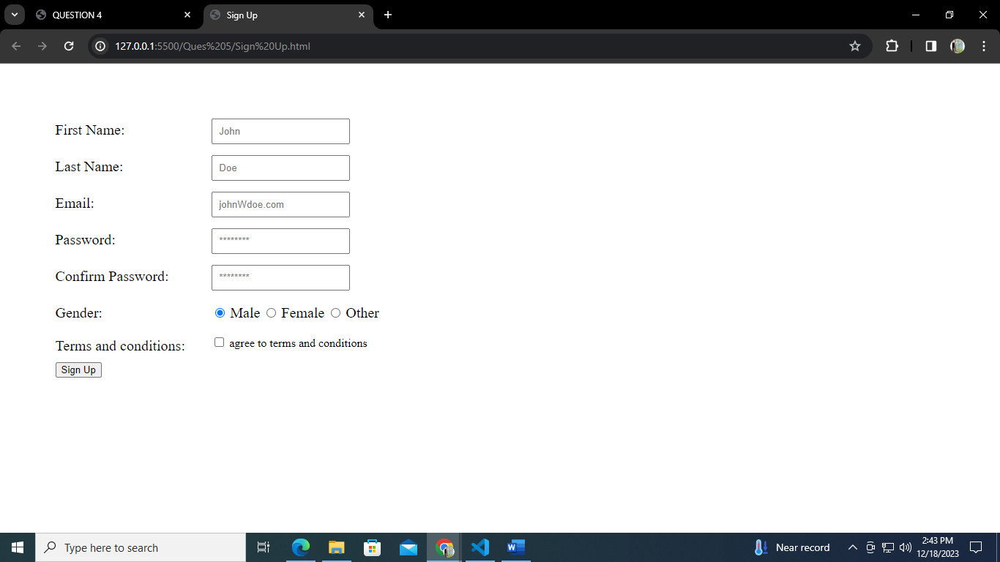 QUESTION 4
Sign Up
127.0.0.1:5500/Ques%205/Sign%20Up.html
First Name: John
Last Name: Doe
Email: johnWdoe.com
Password: ********
Confirm Password: ********
Gender: Male Female Other
Terms and conditions: agree to terms and conditions
Sign Up
Type here to search
Near record
2:43 PM
12/18/2023